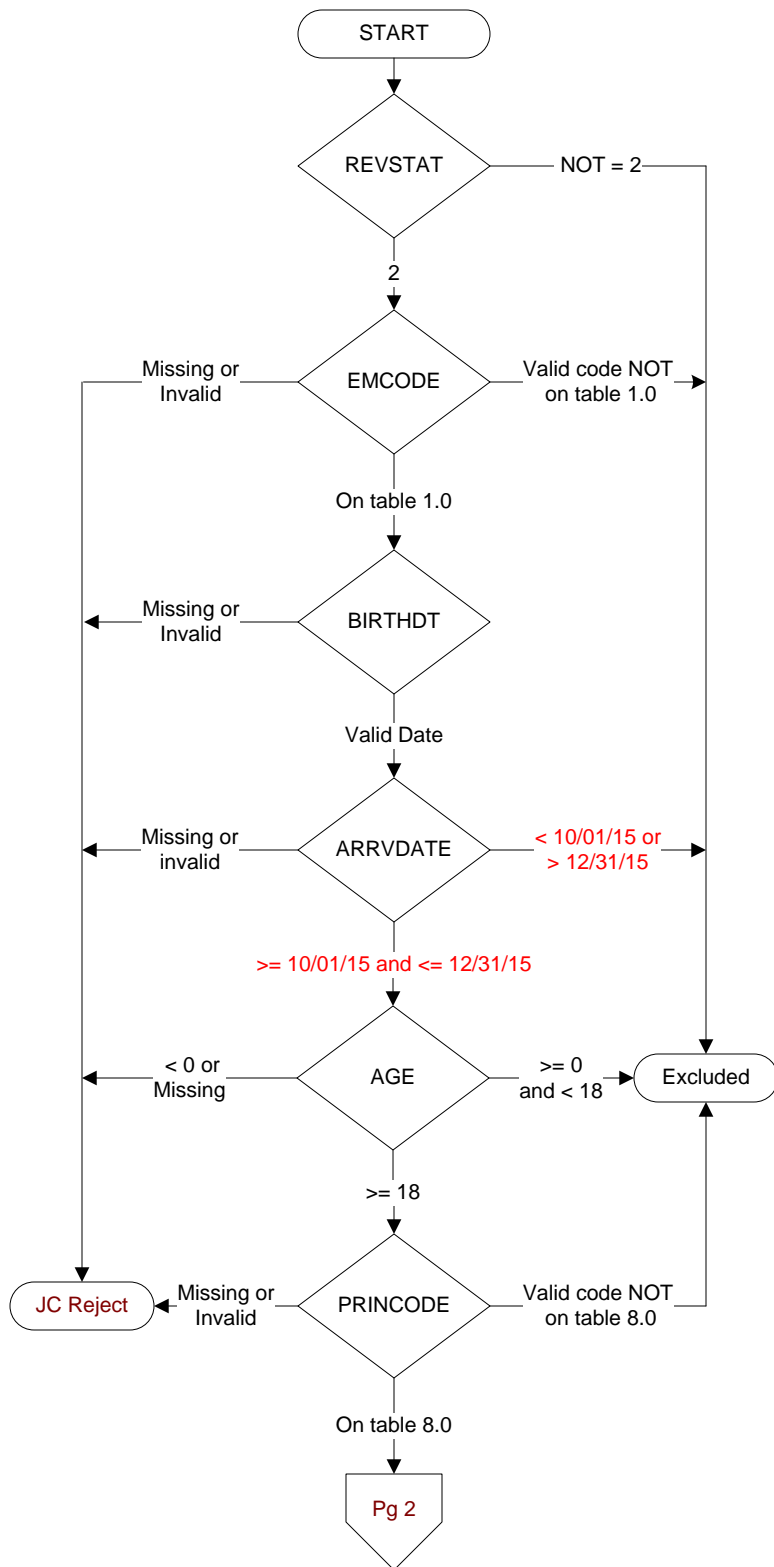 START
REVSTAT
NOT = 2
2
Missing or
Invalid
EMCODE
Valid code NOT
on table 1.0
On table 1.0
Missing or
Invalid
BIRTHDT
Valid Date
Missing or
invalid
ARRVDATE
< 10/01/15 or
> 12/31/15
>= 10/01/15 and <= 12/31/15
< 0 or
Missing
AGE
>= 0
and < 18
Excluded
>= 18
JC Reject
Missing or
Invalid
PRINCODE
Valid code NOT
on table 8.0
On table 8.0
Pg 2